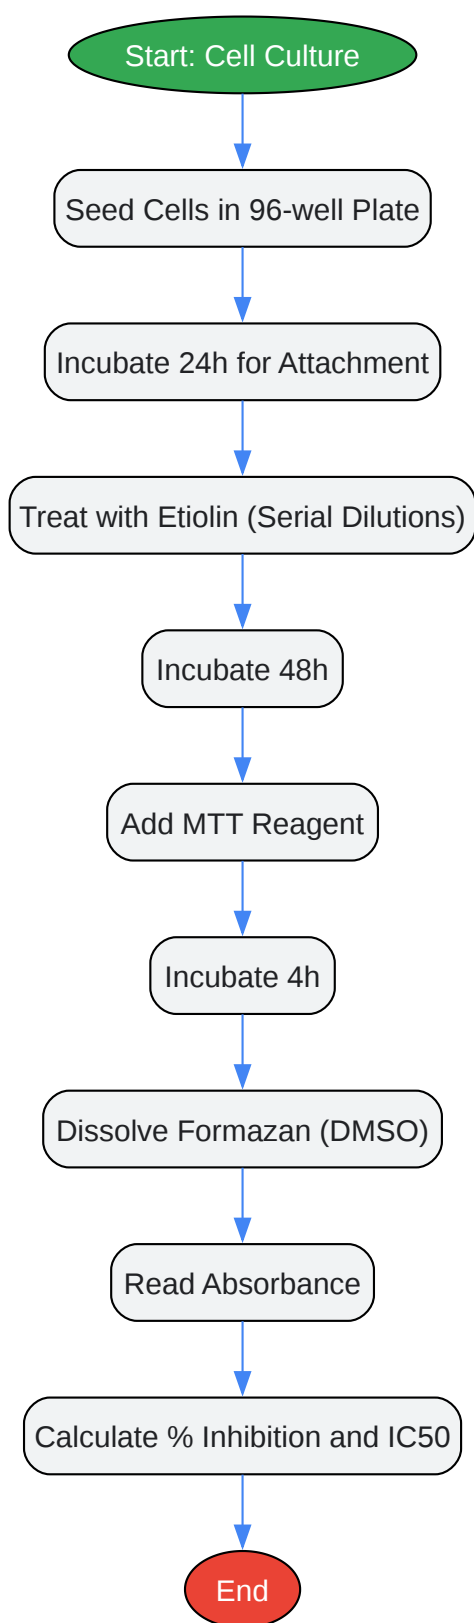 Start: Cell Culture
Seed Cells in 96-well Plate
Incubate 24h for Attachment
Treat with Etiolin (Serial Dilutions)
Incubate 48h
Add MTT Reagent
Incubate 4h
Dissolve Formazan (DMSO)
Read Absorbance
Calculate % Inhibition and IC50
End